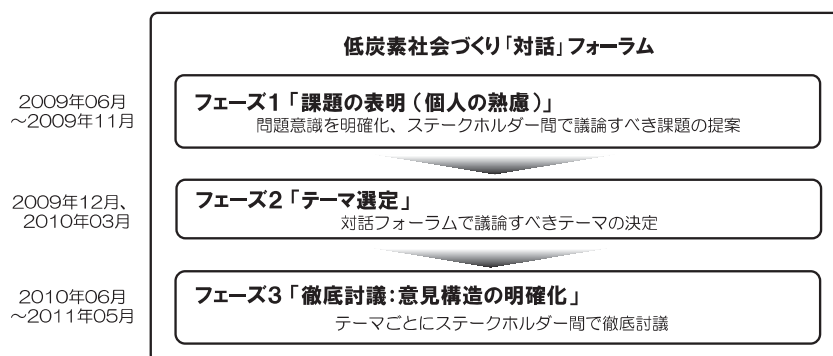 低炭素社会づくり「対話」フォーラム
2009年06月
～2009年11月
フェーズ1「課題の表明（個人の熟慮）」
問題意識を明確化、ステークホルダー間で議論すべき課題の提案
2009年12月、
2010年03月
フェーズ2「テーマ選定」
対話フォーラムで議論すべきテーマの決定
2010年06月
～2011年05月
フェーズ3「徹底討議：意見構造の明確化」
テーマごとにステークホルダー間で徹底討議